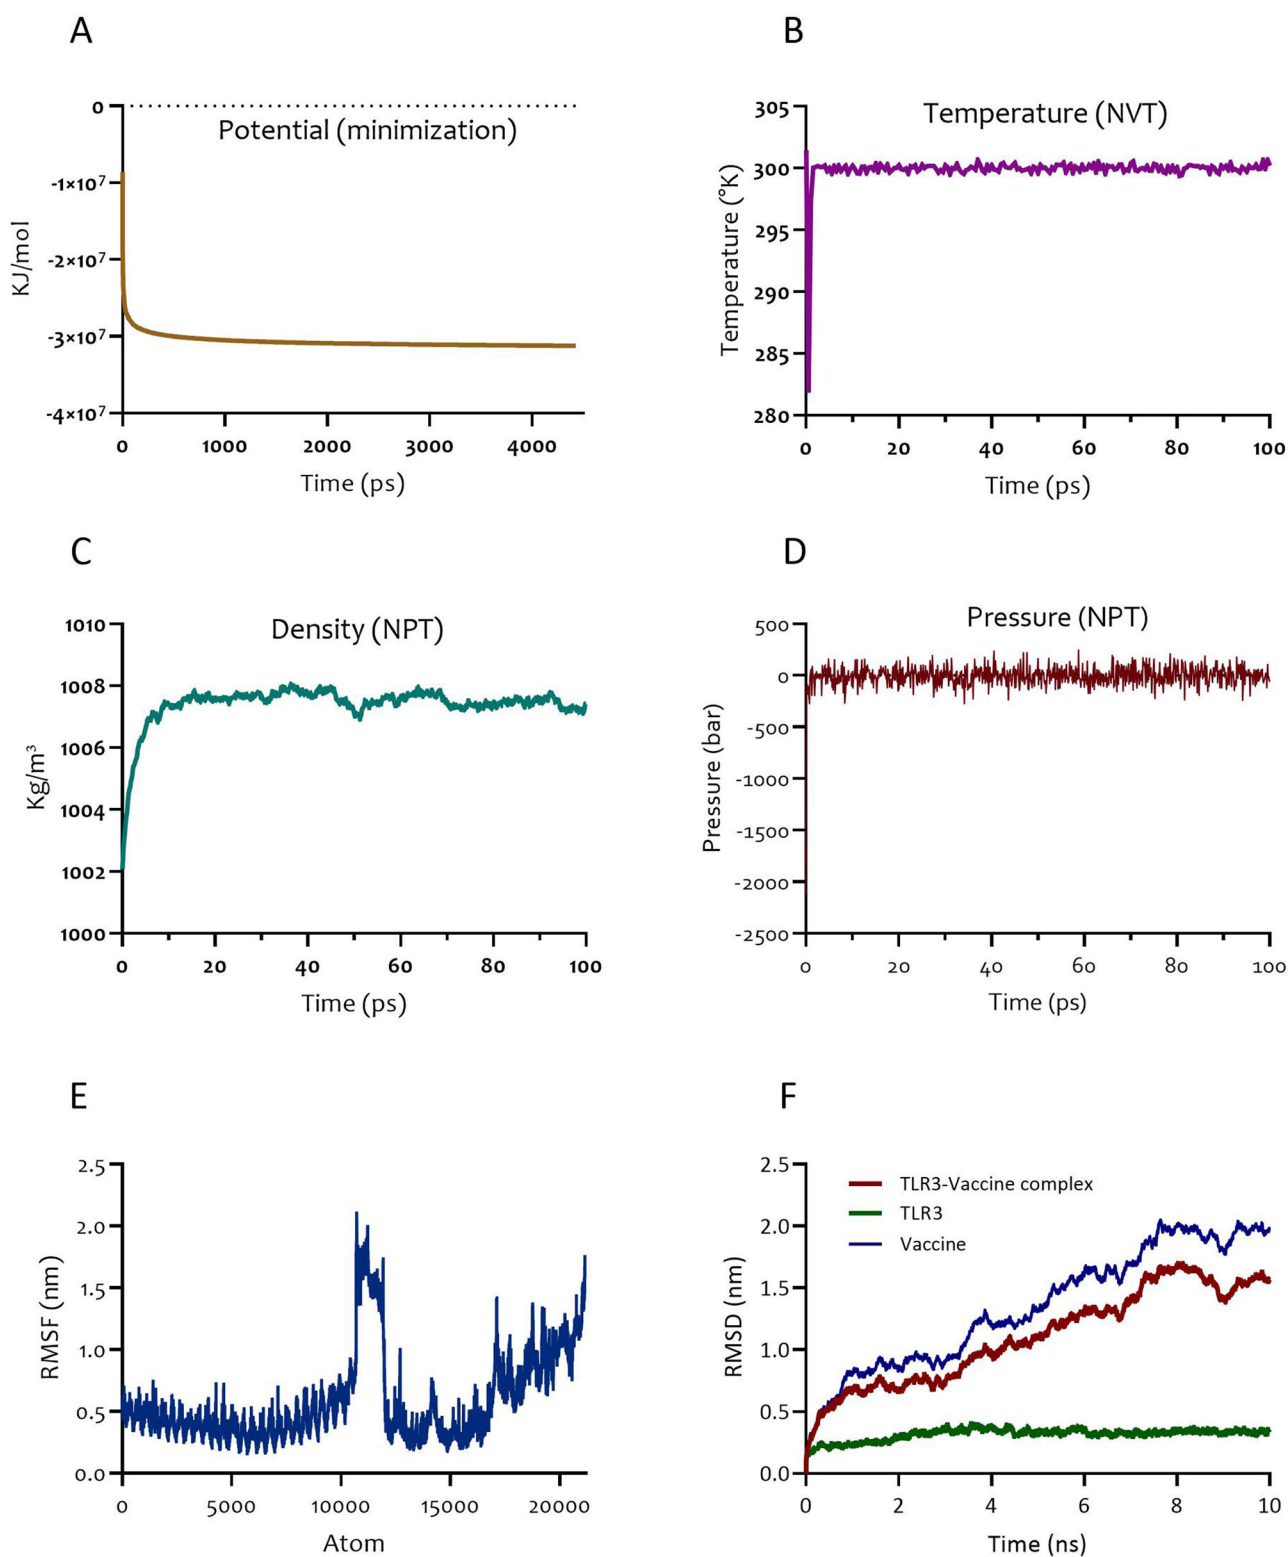 A
Potential (minimization)
KJ/mol
0
-1×10⁷
-2×10⁷
-3×10⁷
-4×10⁷
0 1000 2000 3000 4000
Time (ps)
B
Temperature (NVT)
Temperature (°K)
305
300
295
290
285
280
0 20 40 60 80 100
Time (ps)
C
Density (NPT)
Kg/m³
1010
1008
1006
1004
1002
1000
0 20 40 60 80 100
Time (ps)
D
Pressure (NPT)
Pressure (bar)
500
0
-500
-1000
-1500
-2000
-2500
0 20 40 60 80 100
Time (ps)
E
RMSF (nm)
2.5
2.0
1.5
1.0
0.5
0.0
0 5000 10000 15000 20000
Atom
F
RMSD (nm)
2.5
2.0
1.5
1.0
0.5
0.0
TLR3-Vaccine complex
TLR3
Vaccine
0 2 4 6 8 10
Time (ns)